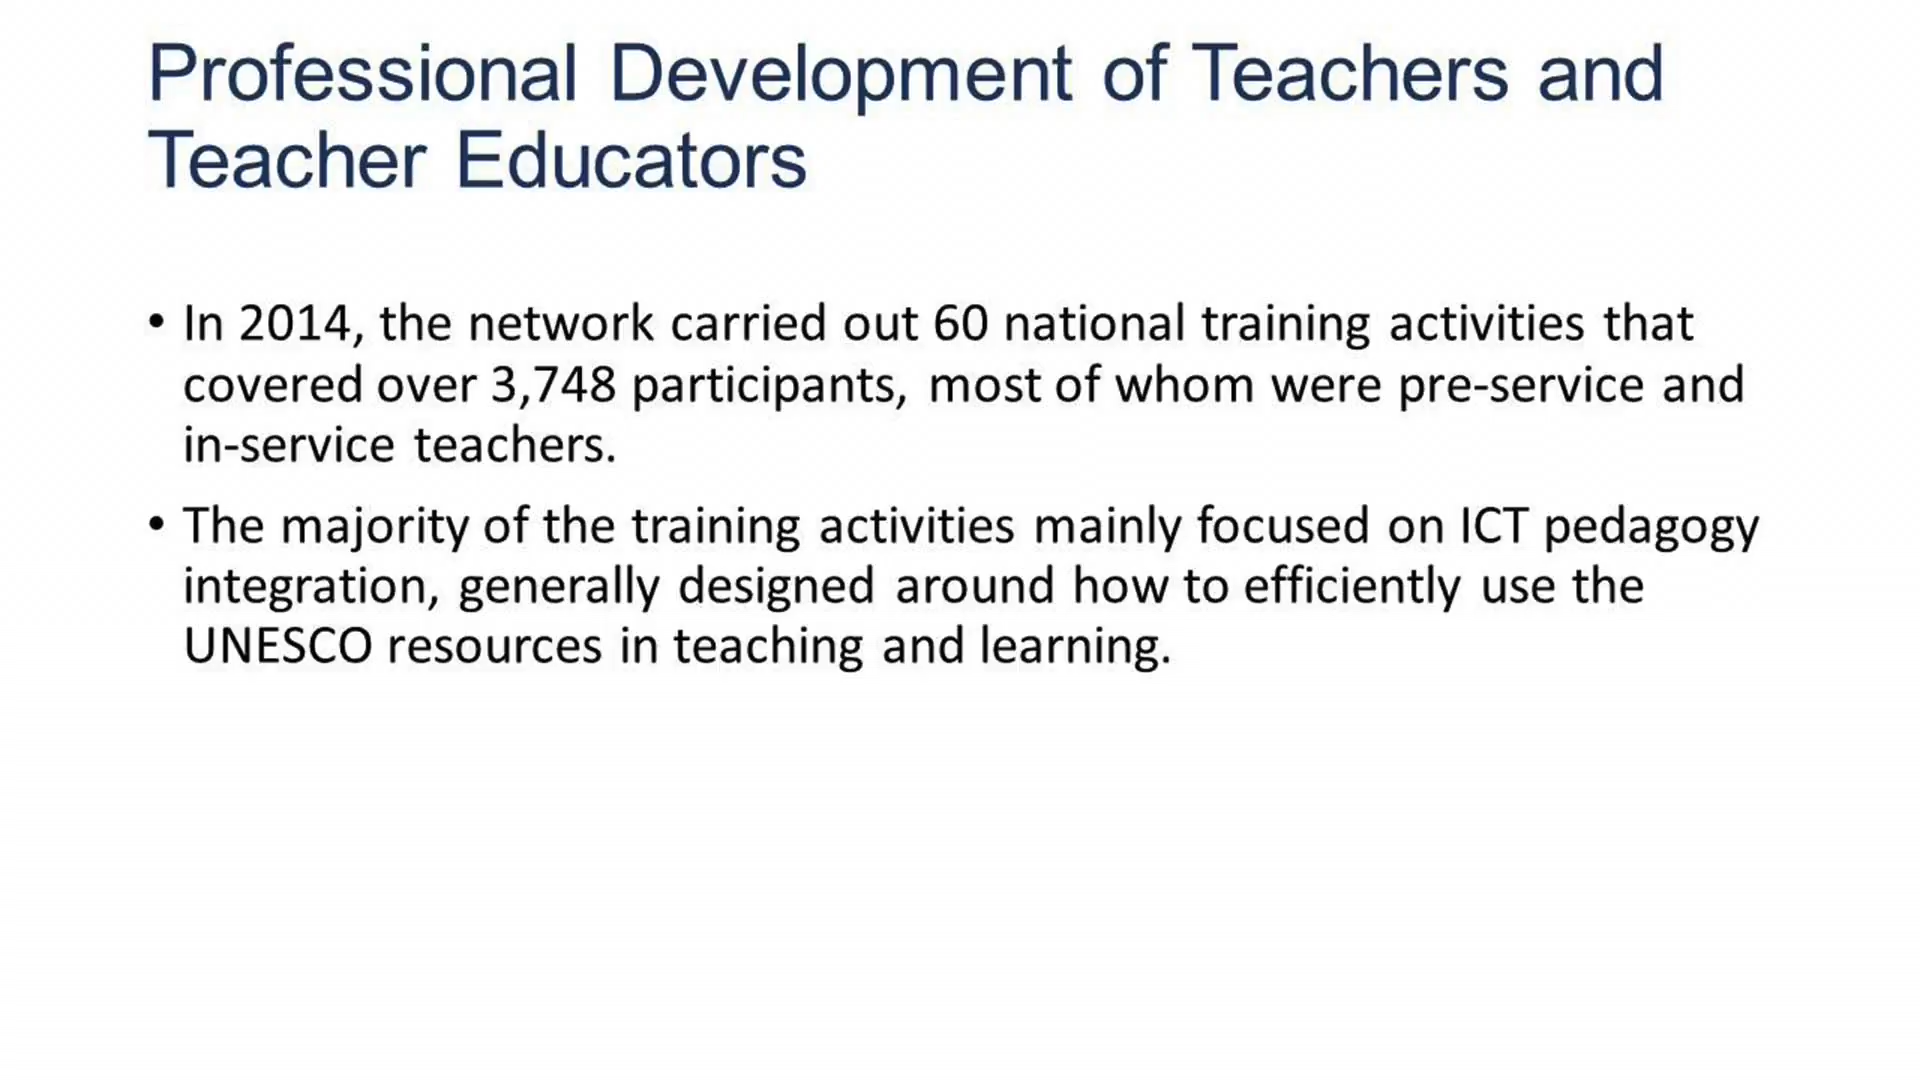 Professional Development of Teachers and
Teacher Educators
• In 2014, the network carried out 60 national training activities that
covered over 3,748 participants, most of whom were pre-service and
in-service teachers.
• The majority of the training activities mainly focused on ICT pedagogy
integration, generally designed around how to efficiently use the
UNESCO resources in teaching and learning.